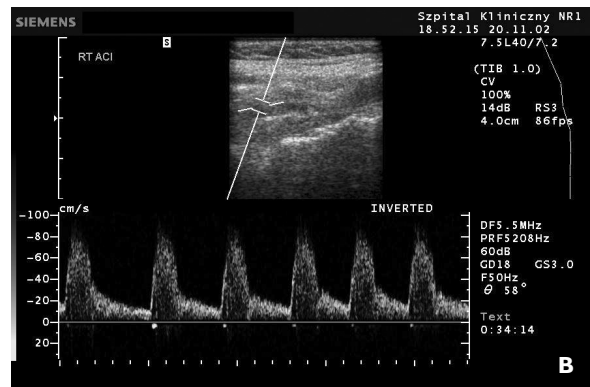 SIEMENS
Szpital Kliniczny NR1
18.52.15 20.11.02
7.5L40/7.2
S
RT ACI
(TIB 1.0)
CV
100%
14dB RS3
4.0cm 86fps
cm/s
INVERTED
-100
-80
-60
-40
-20
0
20
DF5.5MHz
PRF5208Hz
60dB
GD18 GS3.0
F50Hz
θ 58°
Text
0:34:14
B